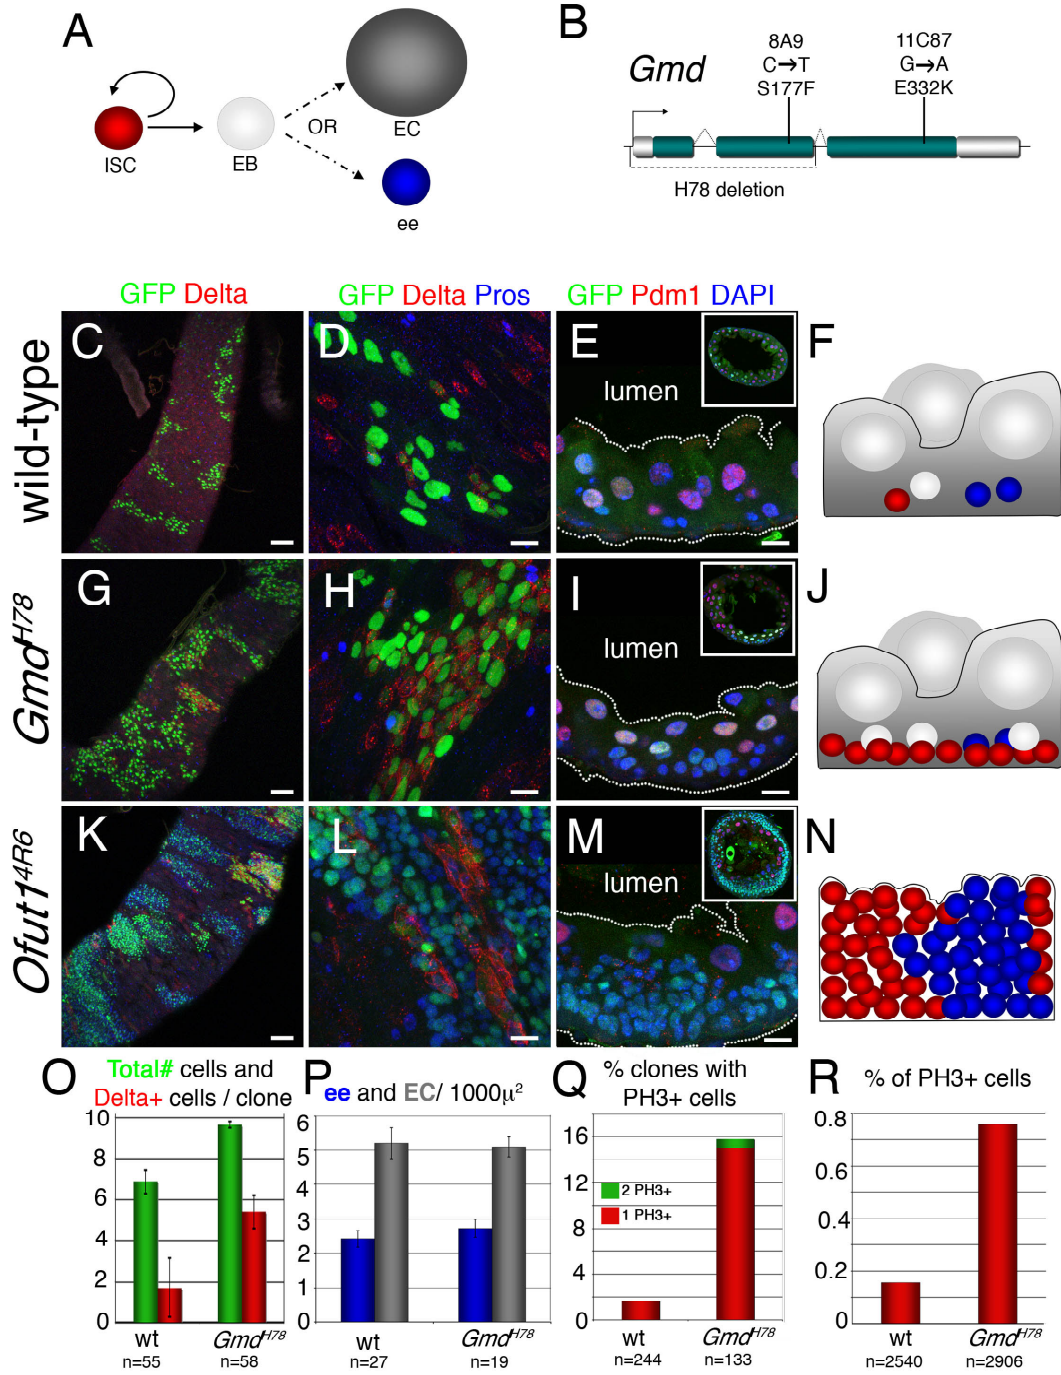 A
ISC
EB
OR
EC
ee
B
Gmd
8A9
C→T
S177F
11C87
G→A
E332K
H78 deletion
GFP Delta
GFP Delta Pros
GFP Pdm1 DAPI
wild-type
C
D
E
lumen
F
Gmd^H78
G
H
I
lumen
J
Ofut1^4R6
K
L
M
lumen
N
O
Total# cells and
Delta+ cells / clone
10
8
6
4
2
0
wt
n=55
Gmd^H78
n=58
P
ee and EC/ 1000µ²
6
5
4
3
2
1
0
wt
n=27
Gmd^H78
n=19
Q
% clones with
PH3+ cells
16
12
8
4
0
2 PH3+
1 PH3+
wt
n=244
Gmd^H78
n=133
R
% of PH3+ cells
0.8
0.6
0.4
0.2
0
wt
n=2540
Gmd^H78
n=2906